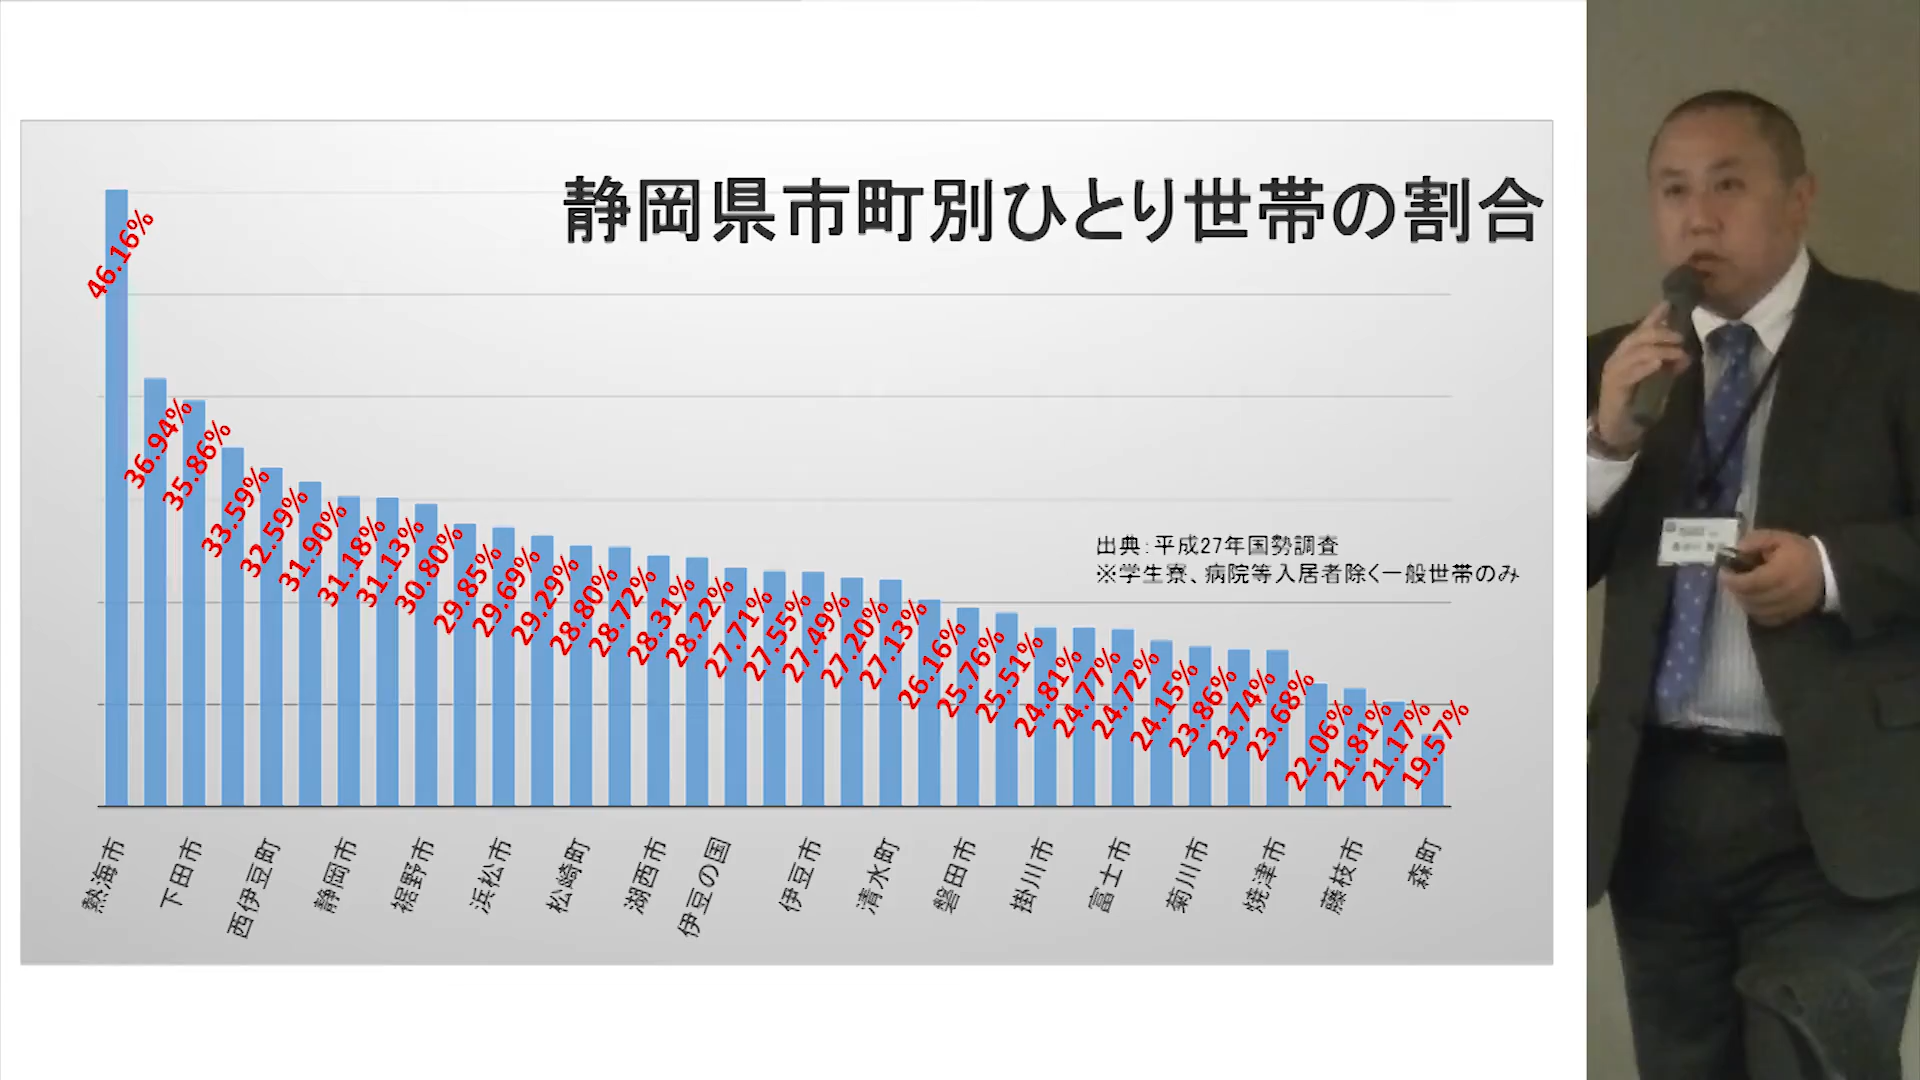 静岡県市町別ひとり世帯の割合
46.16%
36.94%
35.86%
33.59%
32.59%
31.90%
31.18%
31.13%
30.80%
29.85%
29.69%
29.29%
28.80%
28.72%
28.31%
28.22%
27.71%
27.55%
27.49%
27.20%
27.13%
26.16%
25.76%
25.51%
24.81%
24.77%
24.72%
24.15%
23.86%
23.74%
23.68%
22.06%
21.81%
21.17%
19.57%
出典:平成27年国勢調査
※学生寮、病院等入居者除く一般世帯のみ
熱海市
下田市
西伊豆町
静岡市
裾野市
浜松市
松崎町
湖西市
伊豆の国
伊豆市
清水町
磐田市
掛川市
富士市
菊川市
焼津市
藤枝市
森町